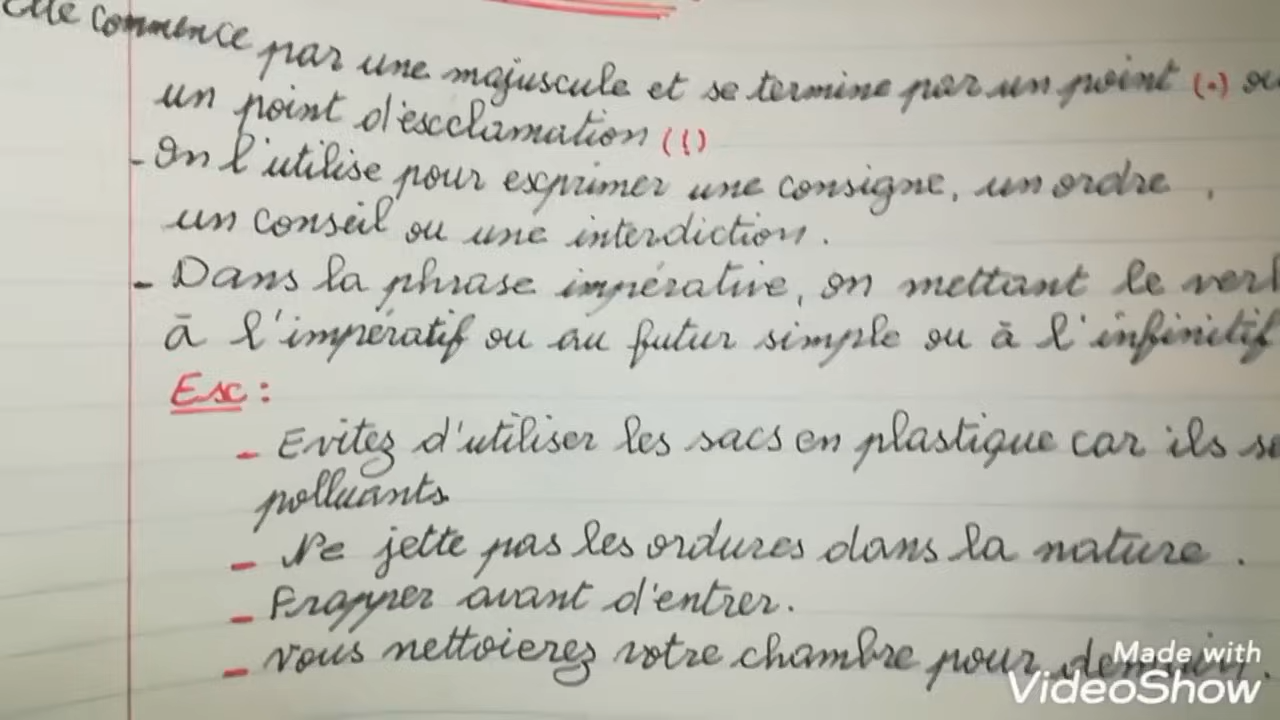 Elle commence par une majuscule et se termine par un point (.) ou
un point d'esclamation (!)
- On l'utilise pour exprimer une consigne, un ordre,
un conseil ou une interdiction.
- Dans la phrase impérative, on mettant le verb
à l'impératif ou au futur simple ou à l'infinitif
Ex :
- Evitez d'utiliser les sacs en plastique car ils so
polluants
- Ne jette pas les ordures dans la nature.
- Frapper avant d'entrer.
- Vous nettoierez votre chambre pour demain.
Made with
VideoShow